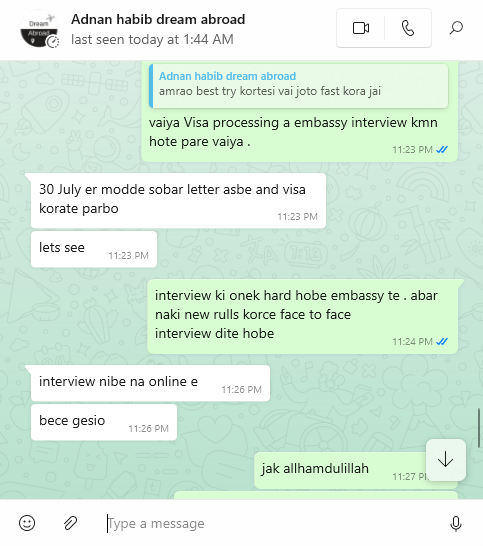 Dream
Abroad
Adnan habib dream abroad
last seen today at 1:44 AM
Adnan habib dream abroad
amrao best try kortesi vai joto fast kora jai
vaiya Visa processing a embassy interview kmn
hote pare vaiya .
11:23 PM
30 July er modde sobar letter asbe and visa
korate parbo
11:23 PM
lets see
11:23 PM
interview ki onek hard hobe embassy te . abar
naki new rulls korce face to face
interview dite hobe
11:24 PM
interview nibe na online e
11:26 PM
bece gesio
11:26 PM
jak allhamdulillah
11:27 PM
Type a message